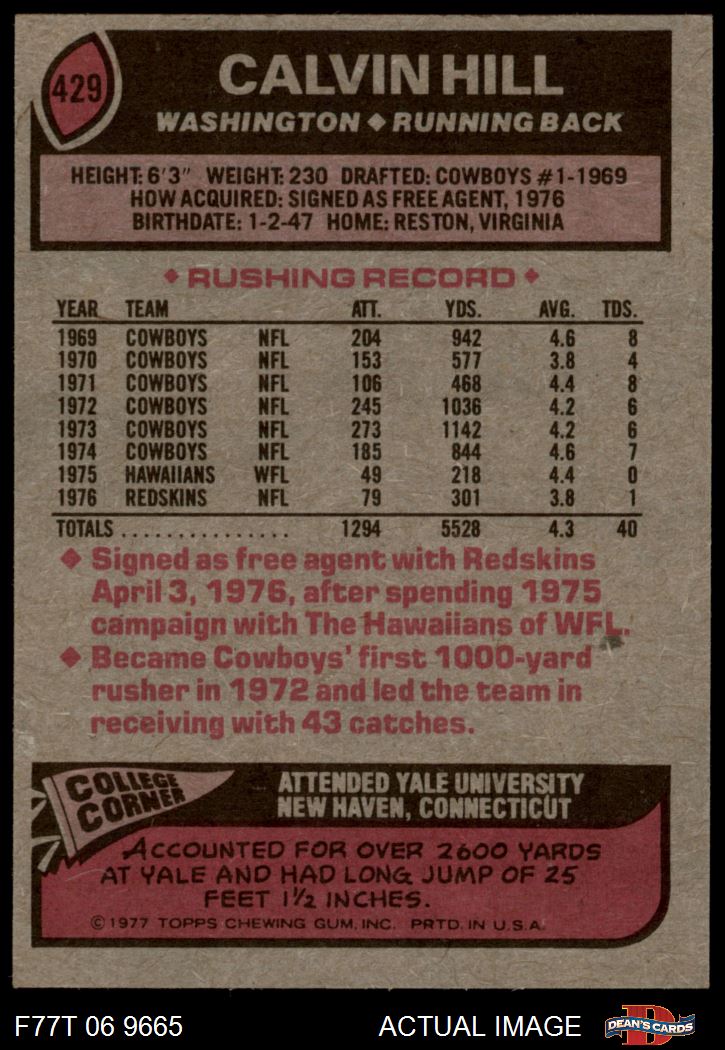 429
CALVIN HILL
WASHINGTON ◆ RUNNING BACK
HEIGHT: 6'3" WEIGHT: 230 DRAFTED: COWBOYS #1-1969
HOW ACQUIRED: SIGNED AS FREE AGENT, 1976
BIRTHDATE: 1-2-47 HOME: RESTON, VIRGINIA
◆ RUSHING RECORD ◆
YEAR TEAM ATT. YDS. AVG. TDS.
1969 COWBOYS NFL 204 942 4.6 8
1970 COWBOYS NFL 153 577 3.8 4
1971 COWBOYS NFL 106 468 4.4 8
1972 COWBOYS NFL 245 1036 4.2 6
1973 COWBOYS NFL 273 1142 4.2 6
1974 COWBOYS NFL 185 844 4.6 7
1975 HAWAIIANS WFL 49 218 4.4 0
1976 REDSKINS NFL 79 301 3.8 1
TOTALS ............... 1294 5528 4.3 40
◆ Signed as free agent with Redskins
April 3, 1976, after spending 1975
campaign with The Hawaiians of WFL.
◆ Became Cowboys' first 1000-yard
rusher in 1972 and led the team in
receiving with 43 catches.
COLLEGE
CORNER
ATTENDED YALE UNIVERSITY
NEW HAVEN, CONNECTICUT
ACCOUNTED FOR OVER 2600 YARDS
AT YALE AND HAD LONG JUMP OF 25
FEET 1½ INCHES.
© 1977 TOPPS CHEWING GUM, INC. PRTD. IN U.S.A.
F77T 06 9665
ACTUAL IMAGE
D
DEAN'S CARDS